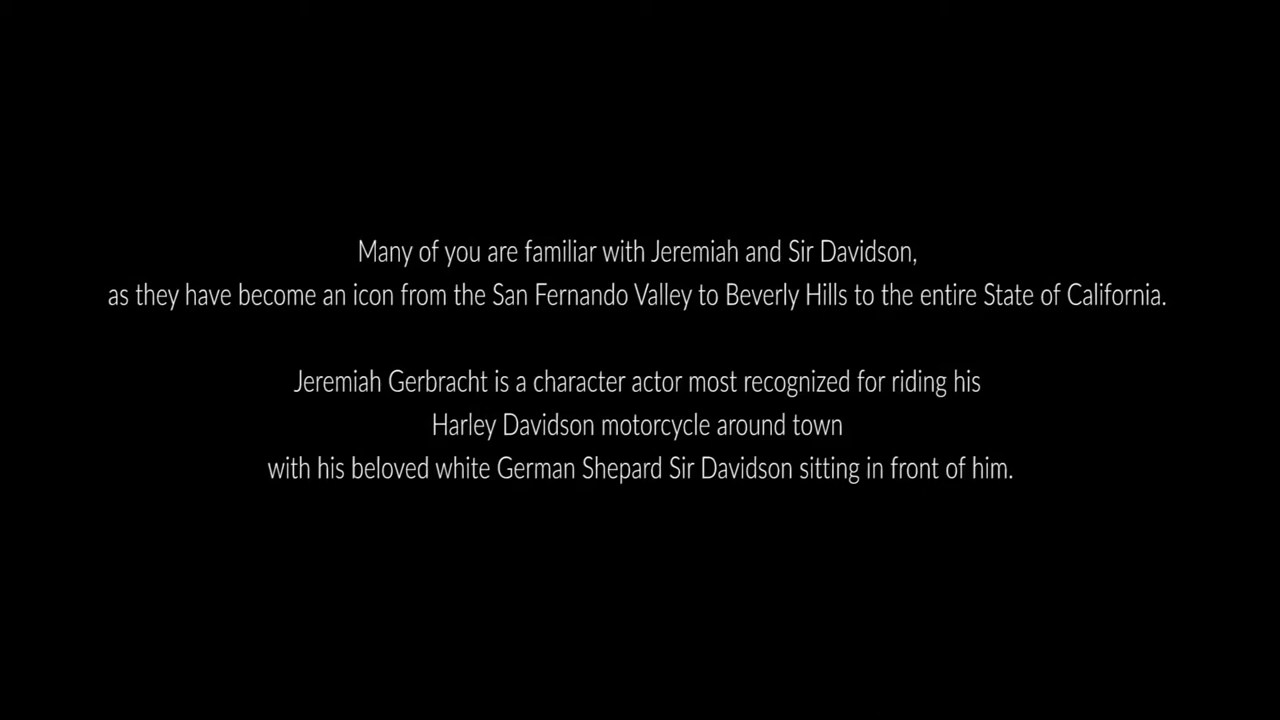 Many of you are familiar with Jeremiah and Sir Davidson,
as they have become an icon from the San Fernando Valley to Beverly Hills to the entire State of California.
Jeremiah Gerbracht is a character actor most recognized for riding his
Harley Davidson motorcycle around town
with his beloved white German Shepard Sir Davidson sitting in front of him.